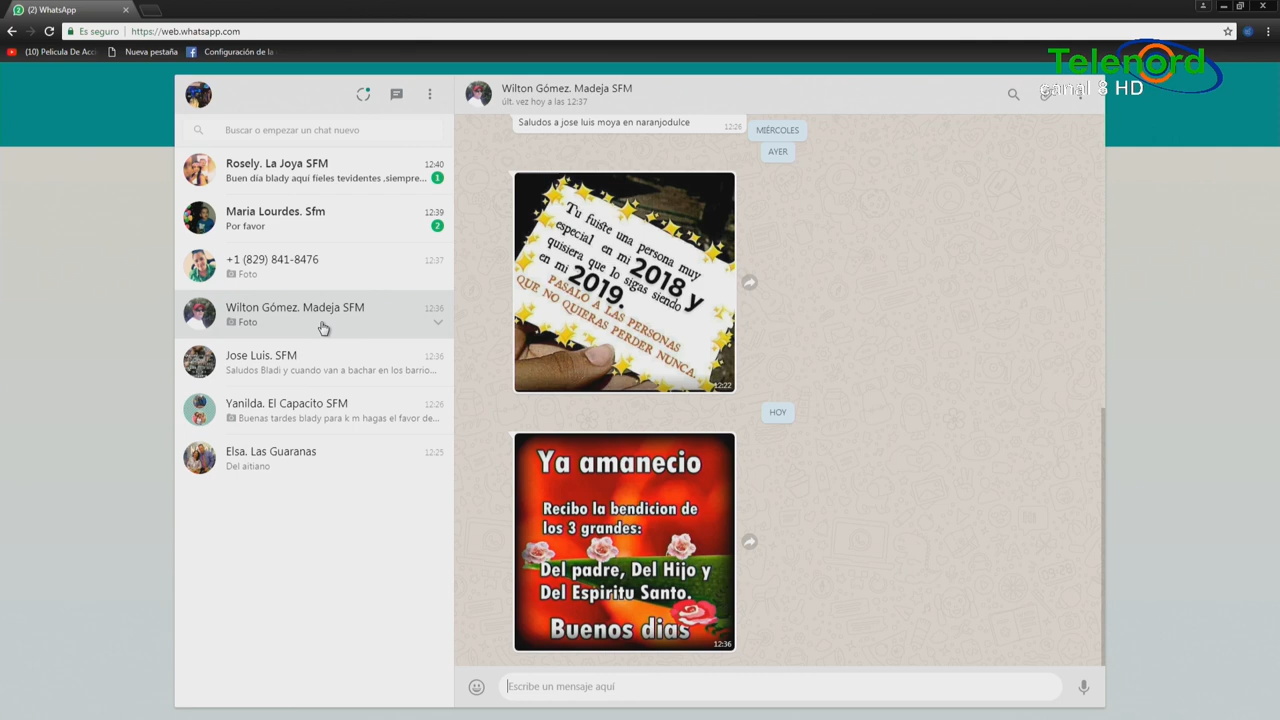 (2) WhatsApp
Es seguro
https://web.whatsapp.com
(10) Pelicula De Acci
Nueva pestaña
Configuración de la
Telenord
canal 8 HD
Buscar o empezar un chat nuevo
Rosely. La Joya SFM
12:40
Buen día blady aquí fieles tevidentes .siempre...
1
Maria Lourdes. Sfm
12:39
Por favor
2
+1 (829) 841-8476
12:37
Foto
Wilton Gómez. Madeja SFM
12:36
Foto
Jose Luis. SFM
12:36
Saludos Bladi y cuando van a bachar en los barrio...
Yanilda. El Capacito SFM
12:26
Buenas tardes blady para k m hagas el favor de...
Elsa. Las Guaranas
12:25
Del aitiano
Wilton Gómez. Madeja SFM
últ. vez hoy a las 12:37
Saludos a jose luis moya en naranjodulce
12:26
MIÉRCOLES
AYER
Tu fuiste una persona muy
especial en mi 2018 y
quisiera que lo sigas siendo
en mi 2019.
PASALO A LAS PERSONAS
QUE NO QUIERAS PERDER NUNCA.
12:22
HOY
Ya amanecio
Recibo la bendicion de
los 3 grandes:
Del padre, Del Hijo y
Del Espiritu Santo.
Buenos dias
12:36
Escribe un mensaje aquí